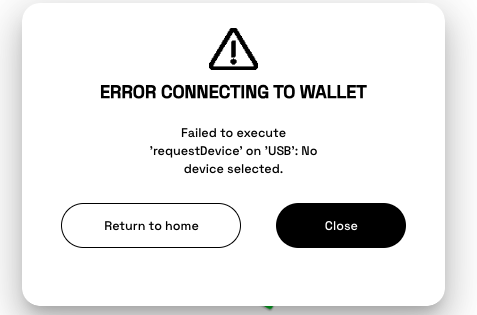 ERROR CONNECTING TO WALLET
Failed to execute
'requestDevice' on 'USB': No
device selected.
Return to home
Close